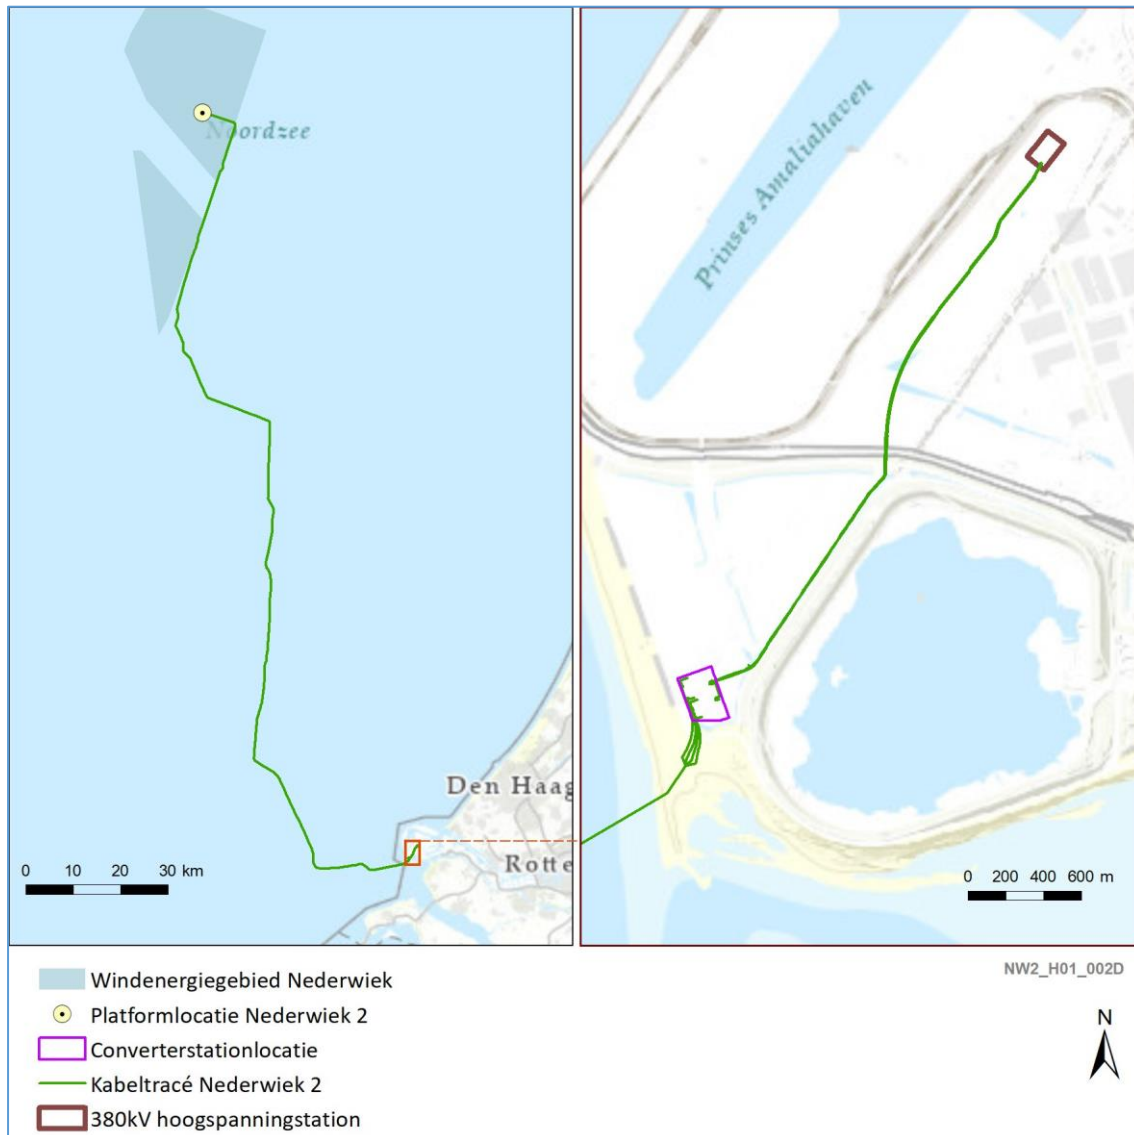 Noordzee
Den Haag
Rotte
0 10 20 30 km
Prinses Amaliahaven
0 200 400 600 m
NW2_H01_002D
Windenergiegebied Nederwiek
Platformlocatie Nederwiek 2
Converterstationlocatie
Kabeltracé Nederwiek 2
380kV hoogspanningstation
N